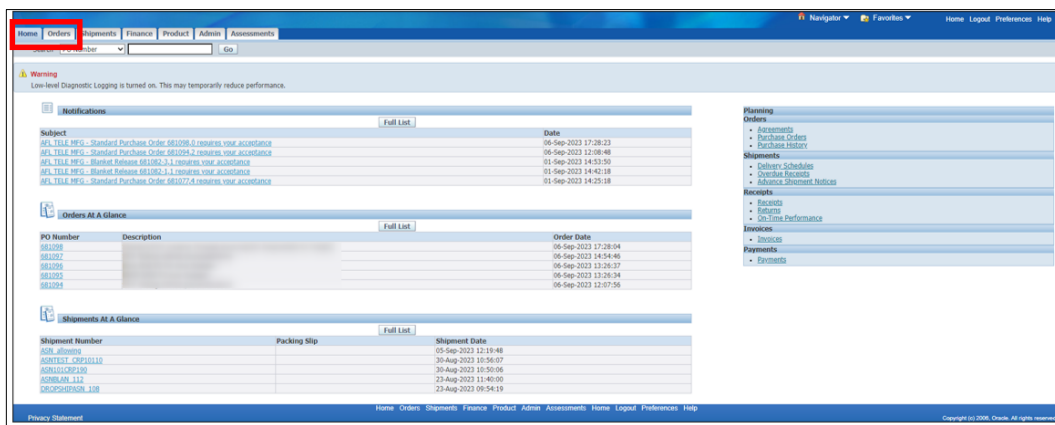 Navigator Favorites Home Logout Preferences Help
Home Orders Shipments Finance Product Admin Assessments
Search PO Number Go
Warning
Low-level Diagnostic Logging is turned on. This may temporarily reduce performance.
Notifications
Full List
Subject Date
AFL TELE MFG - Standard Purchase Order 681098,0 requires your acceptance 06-Sep-2023 17:28:23
AFL TELE MFG - Standard Purchase Order 681094,2 requires your acceptance 06-Sep-2023 12:08:48
AFL TELE MFG - Blanket Release 681082-3,1 requires your acceptance 01-Sep-2023 14:53:50
AFL TELE MFG - Blanket Release 681082-1,1 requires your acceptance 01-Sep-2023 14:42:18
AFL TELE MFG - Standard Purchase Order 681077,4 requires your acceptance 01-Sep-2023 14:25:18
Orders At A Glance
Full List
PO Number Description Order Date
681098 06-Sep-2023 17:28:04
681097 06-Sep-2023 14:54:46
681096 06-Sep-2023 13:26:37
681095 06-Sep-2023 13:26:34
681094 06-Sep-2023 12:07:56
Shipments At A Glance
Full List
Shipment Number Packing Slip Shipment Date
ASN_allowing 05-Sep-2023 12:19:48
ASNTEST_CRP10110 30-Aug-2023 10:56:07
ASN101CRP190 30-Aug-2023 10:50:06
ASNBLAN_112 23-Aug-2023 11:40:00
DROPSHIPASN_108 23-Aug-2023 09:54:19
Planning
Orders
Agreements
Purchase Orders
Purchase History
Shipments
Delivery Schedules
Overdue Receipts
Advance Shipment Notices
Receipts
Receipts
Returns
On-Time Performance
Invoices
Invoices
Payments
Payments
Home Orders Shipments Finance Product Admin Assessments Home Logout Preferences Help
Privacy Statement Copyright (c) 2006, Oracle. All rights reserved.